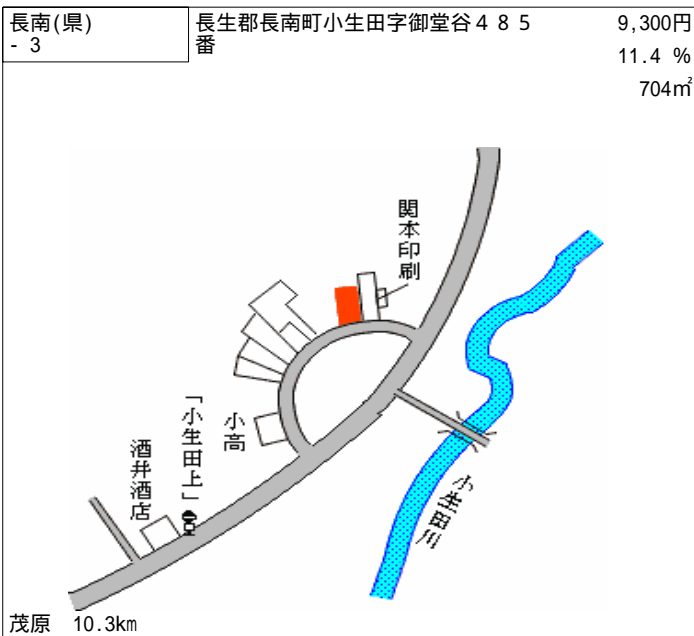 長南(県)
- 3
長生郡長南町小生田字御堂谷４８５
番
9,300円
11.4 %
704㎡
関本印刷
小高
「小生田上」
酒井酒店
小生田川
茂原 10.3㎞